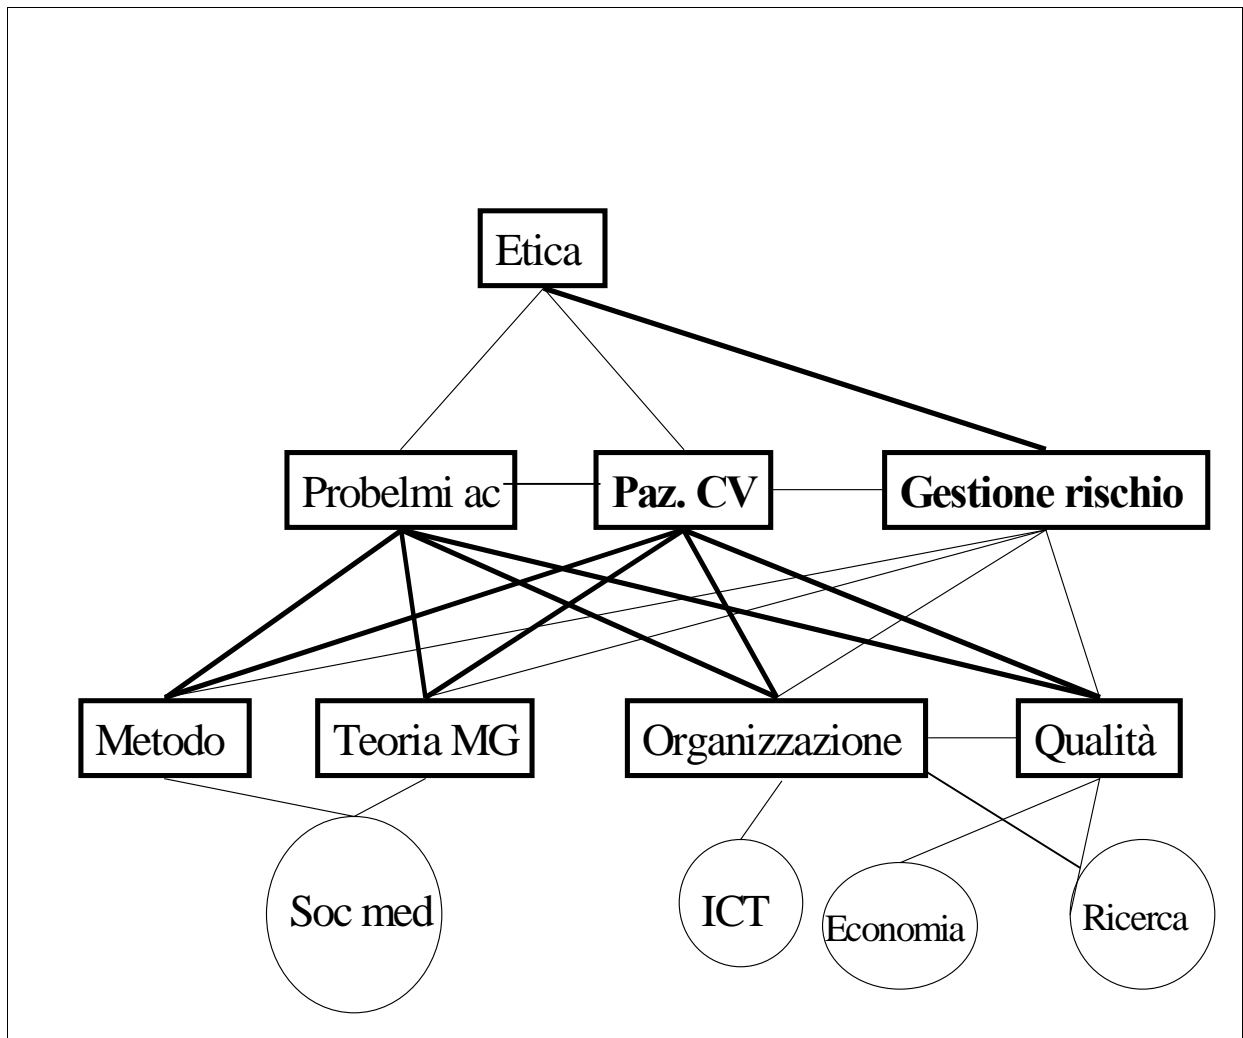 Etica
Probelmi ac
Paz. CV
Gestione rischio
Metodo
Teoria MG
Organizzazione
Qualità
Soc med
ICT
Economia
Ricerca